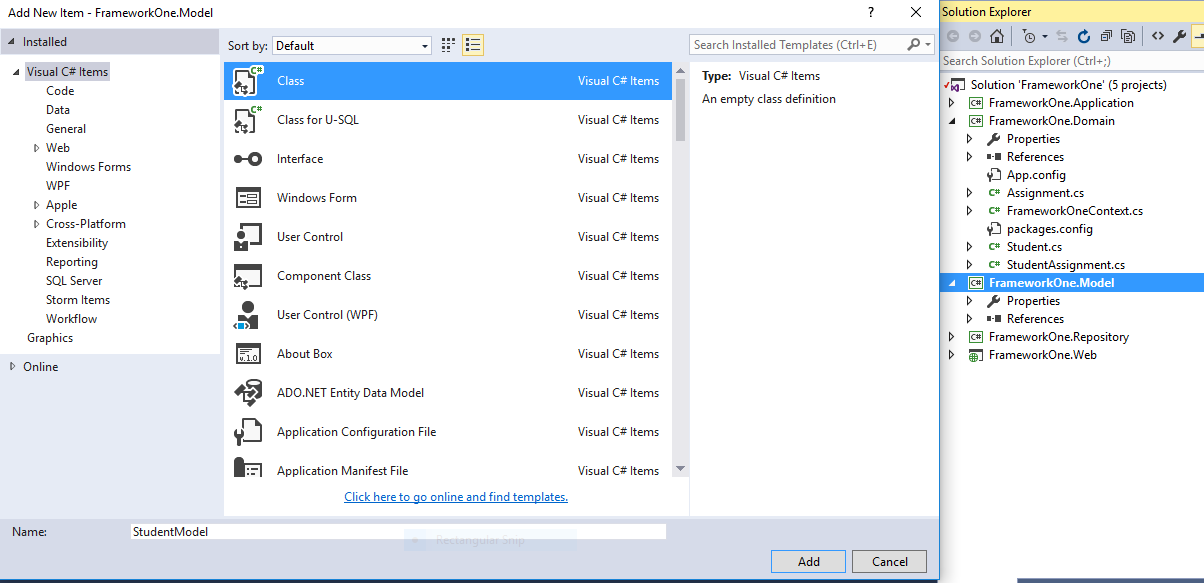 Add New Item - FrameworkOne.Model
?
Installed
Visual C# Items
Code
Data
General
Web
Windows Forms
WPF
Apple
Cross-Platform
Extensibility
Reporting
SQL Server
Storm Items
Workflow
Graphics
Online
Sort by: Default
Search Installed Templates (Ctrl+E)
Class Visual C# Items
Class for U-SQL Visual C# Items
Interface Visual C# Items
Windows Form Visual C# Items
User Control Visual C# Items
Component Class Visual C# Items
User Control (WPF) Visual C# Items
About Box Visual C# Items
ADO.NET Entity Data Model Visual C# Items
Application Configuration File Visual C# Items
Application Manifest File Visual C# Items
Click here to go online and find templates.
Type: Visual C# Items
An empty class definition
Name: StudentModel
Rectangular Snip
Add Cancel
Solution Explorer
Search Solution Explorer (Ctrl+;)
Solution 'FrameworkOne' (5 projects)
C# FrameworkOne.Application
C# FrameworkOne.Domain
Properties
References
App.config
C# Assignment.cs
C# FrameworkOneContext.cs
packages.config
C# Student.cs
C# StudentAssignment.cs
C# FrameworkOne.Model
Properties
References
C# FrameworkOne.Repository
FrameworkOne.Web